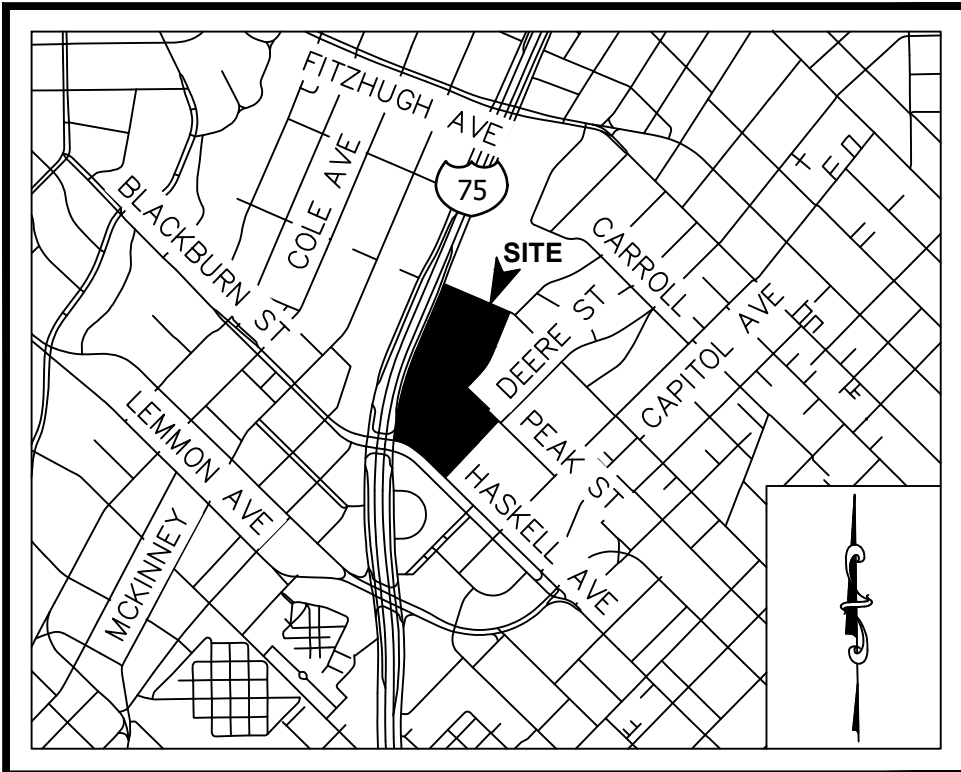 FITZHUGH AVE
COLE AVE
75
BLACKBURN ST
SITE
CARROLL
DEERE ST
CAPITOL AVE
LEMMON AVE
PEAK ST
HASKELL AVE
MCKINNEY